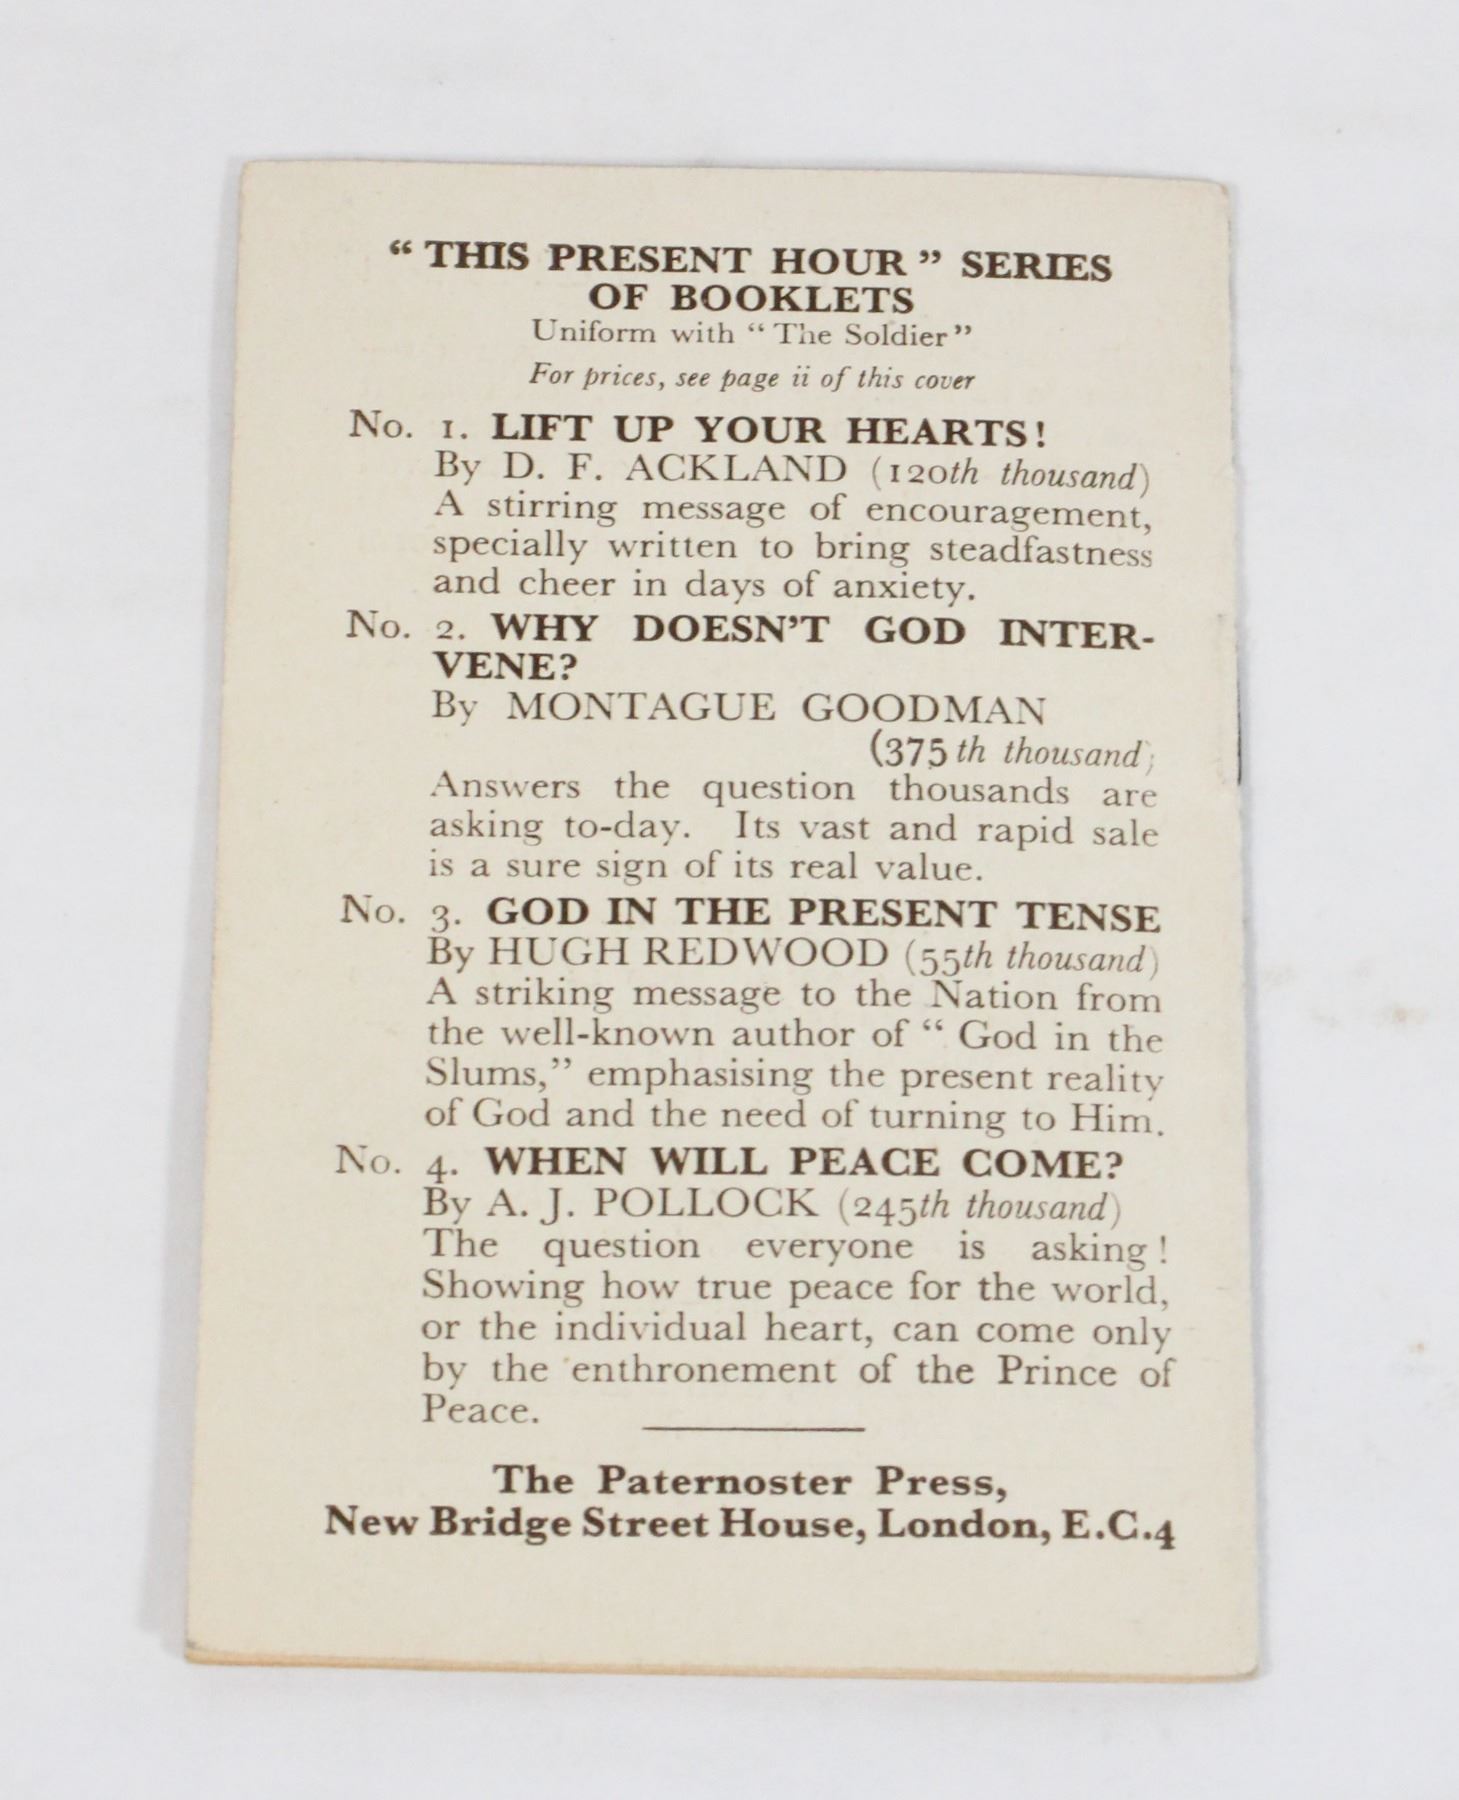 “ THIS PRESENT HOUR ” SERIES
OF BOOKLETS
Uniform with “ The Soldier ”
For prices, see page ii of this cover
No. 1. LIFT UP YOUR HEARTS !
By D. F. ACKLAND (120th thousand)
A stirring message of encouragement,
specially written to bring steadfastness
and cheer in days of anxiety.
No. 2. WHY DOESN’T GOD INTER-
VENE?
By MONTAGUE GOODMAN
(375th thousand)
Answers the question thousands are
asking to-day. Its vast and rapid sale
is a sure sign of its real value.
No. 3. GOD IN THE PRESENT TENSE
By HUGH REDWOOD (55th thousand)
A striking message to the Nation from
the well-known author of “ God in the
Slums,” emphasising the present reality
of God and the need of turning to Him.
No. 4. WHEN WILL PEACE COME?
By A. J. POLLOCK (245th thousand)
The question everyone is asking !
Showing how true peace for the world,
or the individual heart, can come only
by the enthronement of the Prince of
Peace.
The Paternoster Press,
New Bridge Street House, London, E.C.4